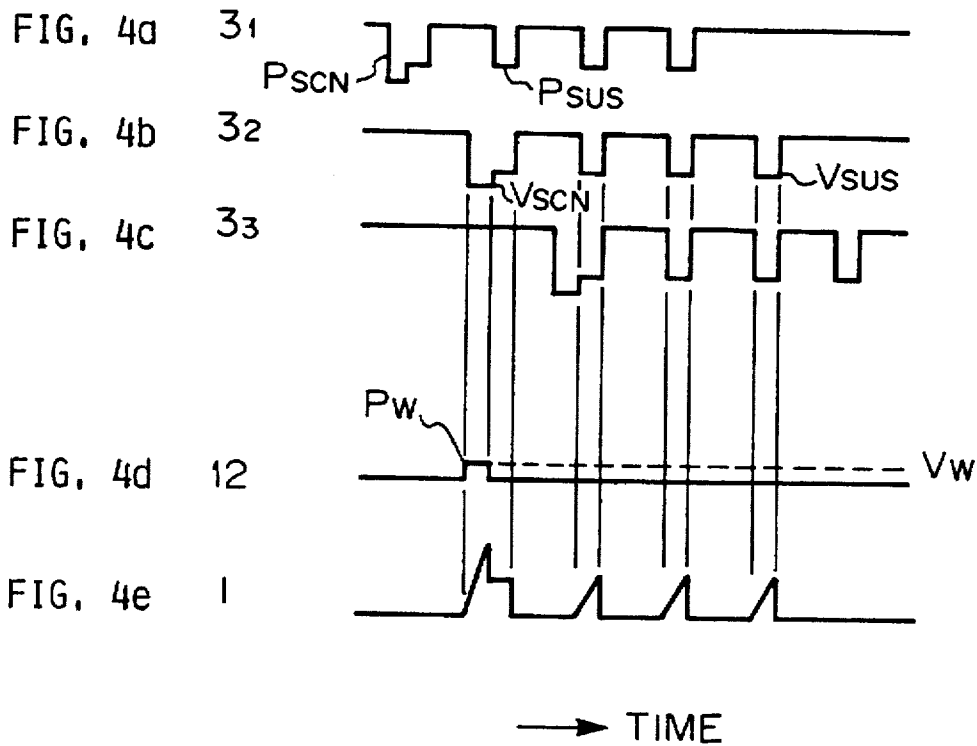 FIG. 4a 31
PSCN
PSUS
FIG. 4b 32
VSCN
VSUS
FIG. 4c 33
PW
FIG. 4d 12
VW
FIG. 4e 1
TIME